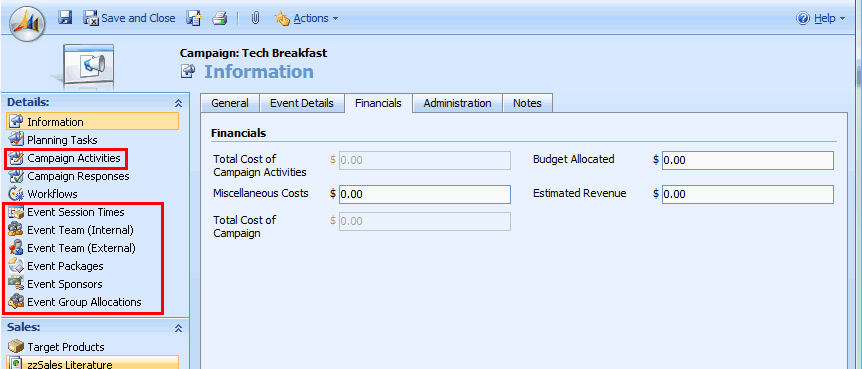 Save and Close
Actions
Help
Campaign: Tech Breakfast
Information
Details:
Information
Planning Tasks
Campaign Activities
Campaign Responses
Workflows
Event Session Times
Event Team (Internal)
Event Team (External)
Event Packages
Event Sponsors
Event Group Allocations
Sales:
Target Products
zzSales Literature
General Event Details Financials Administration Notes
Financials
Total Cost of
Campaign Activities
$ 0.00
Budget Allocated $ 0.00
Miscellaneous Costs $ 0.00
Estimated Revenue $ 0.00
Total Cost of
Campaign
$ 0.00